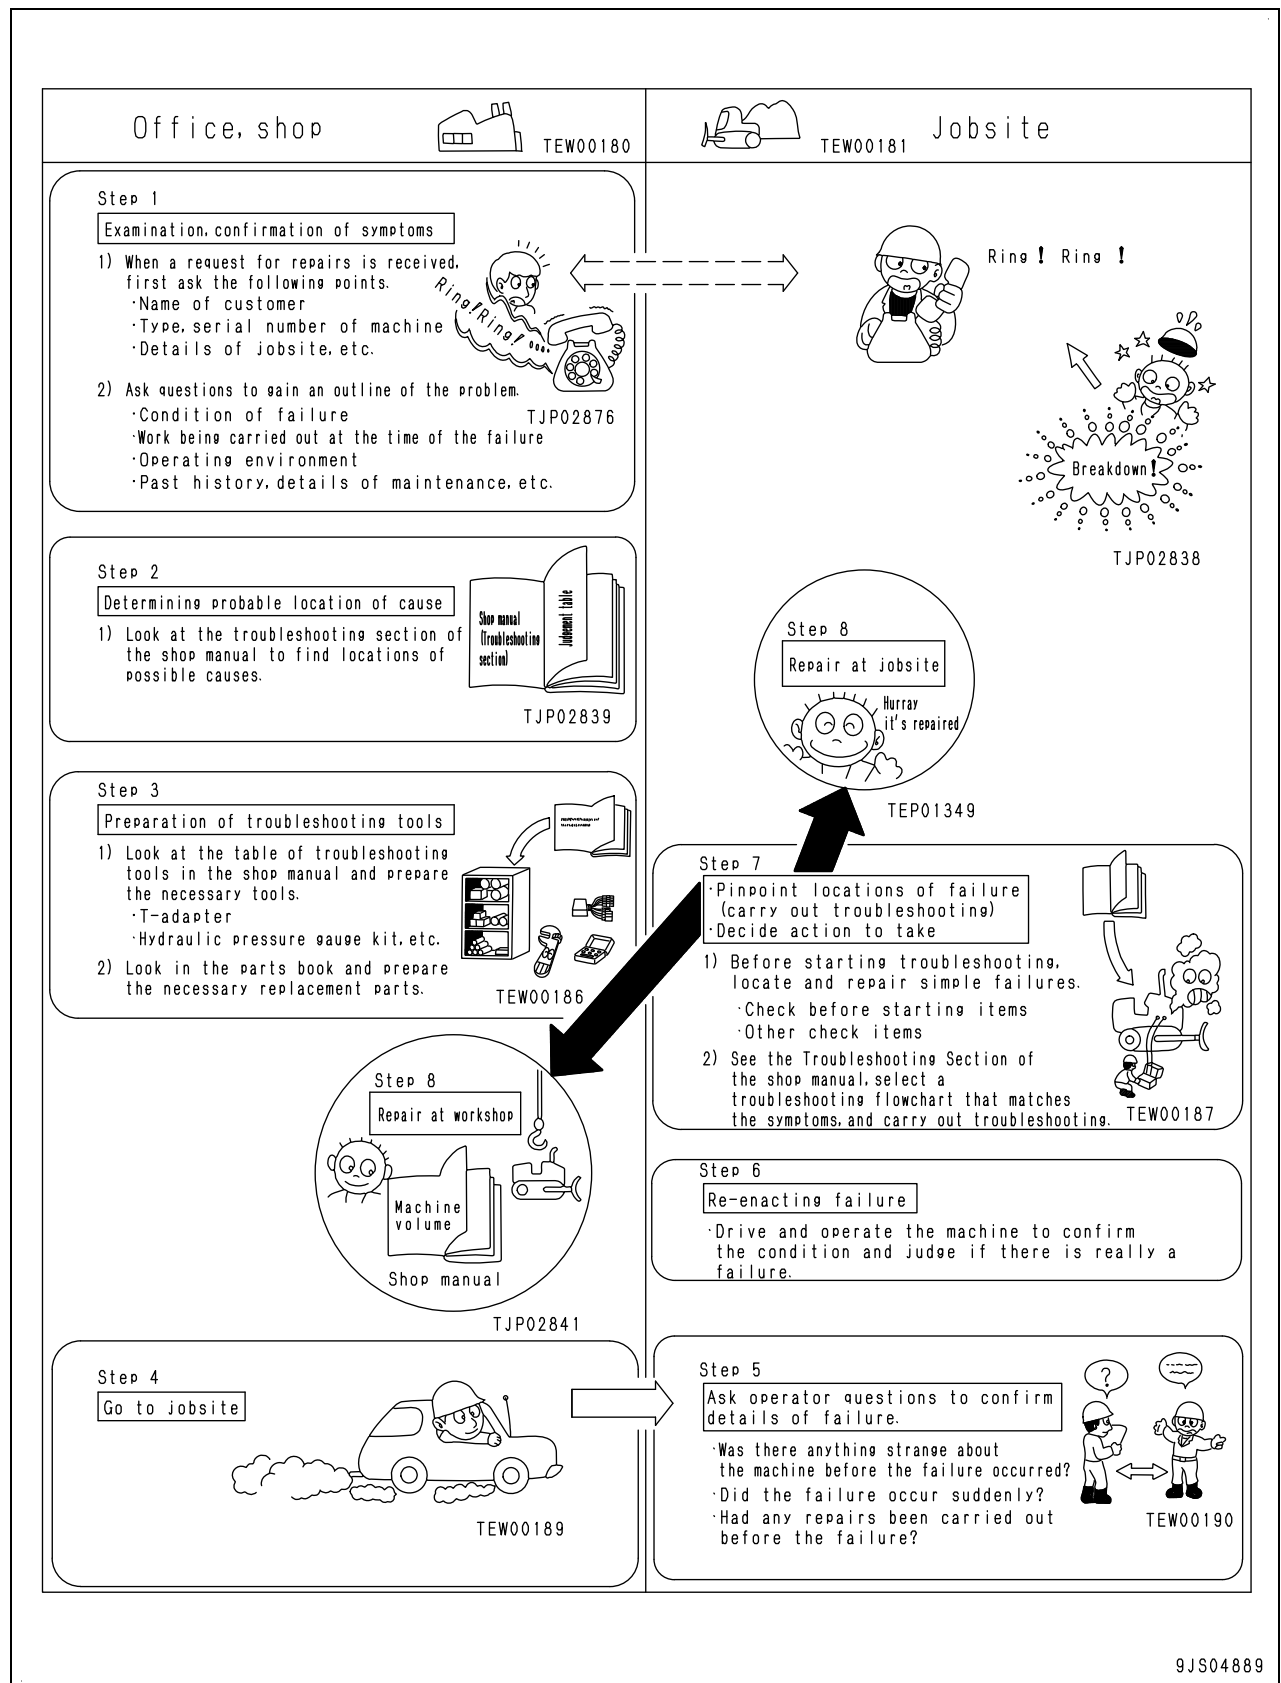 Office, shop
TEW00180
TEW00181
Jobsite
Step 1
Examination, confirmation of symptoms
1) When a request for repairs is received,
first ask the following points.
·Name of customer
·Type, serial number of machine
·Details of jobsite, etc.
Ring! Ring! ....
2) Ask questions to gain an outline of the problem.
·Condition of failure
TJP02876
·Work being carried out at the time of the failure
·Operating environment
·Past history, details of maintenance, etc.
Ring! Ring !
Breakdown!
TJP02838
Step 2
Determining probable location of cause
1) Look at the troubleshooting section of
the shop manual to find locations of
possible causes.
Shop manual
(Troubleshooting
section)
Judgement table
TJP02839
Step 8
Repair at jobsite
Hurray
it's repaired
TEP01349
Step 3
Preparation of troubleshooting tools
1) Look at the table of troubleshooting
tools in the shop manual and prepare
the necessary tools.
·T-adapter
·Hydraulic pressure gauge kit, etc.
2) Look in the parts book and prepare
the necessary replacement parts.
TEW00186
Step 7
·Pinpoint locations of failure
(carry out troubleshooting)
·Decide action to take
1) Before starting troubleshooting,
locate and repair simple failures.
·Check before starting items
·Other check items
2) See the Troubleshooting Section of
the shop manual, select a
troubleshooting flowchart that matches
the symptoms, and carry out troubleshooting.
TEW00187
Step 8
Repair at workshop
Machine
volume
Shop manual
TJP02841
Step 6
Re-enacting failure
·Drive and operate the machine to confirm
the condition and judge if there is really a
failure.
Step 4
Go to jobsite
TEW00189
Step 5
Ask operator questions to confirm
details of failure.
·Was there anything strange about
the machine before the failure occurred?
·Did the failure occur suddenly?
·Had any repairs been carried out
before the failure?
?
TEW00190
9JS04889